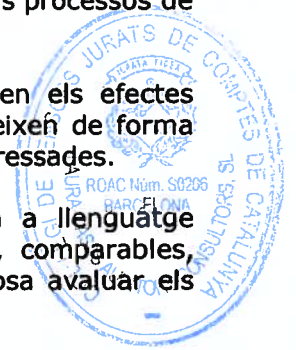 s processos de
en els efectes
eixen de forma
ressades.
a llenguatge
, comparables,
osa avaluar els
JURATS DE COMPTES DE CATALUNYA
ROAC Núm. S0206
BARCELONA